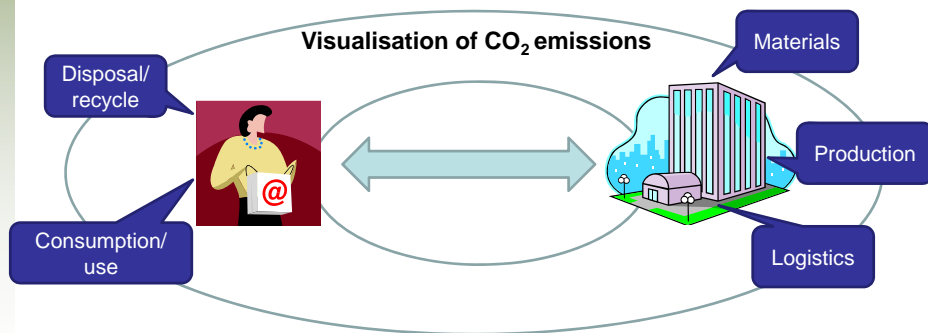 Visualisation of CO₂ emissions
Materials
Disposal/
recycle
Production
@
Consumption/
use
Logistics